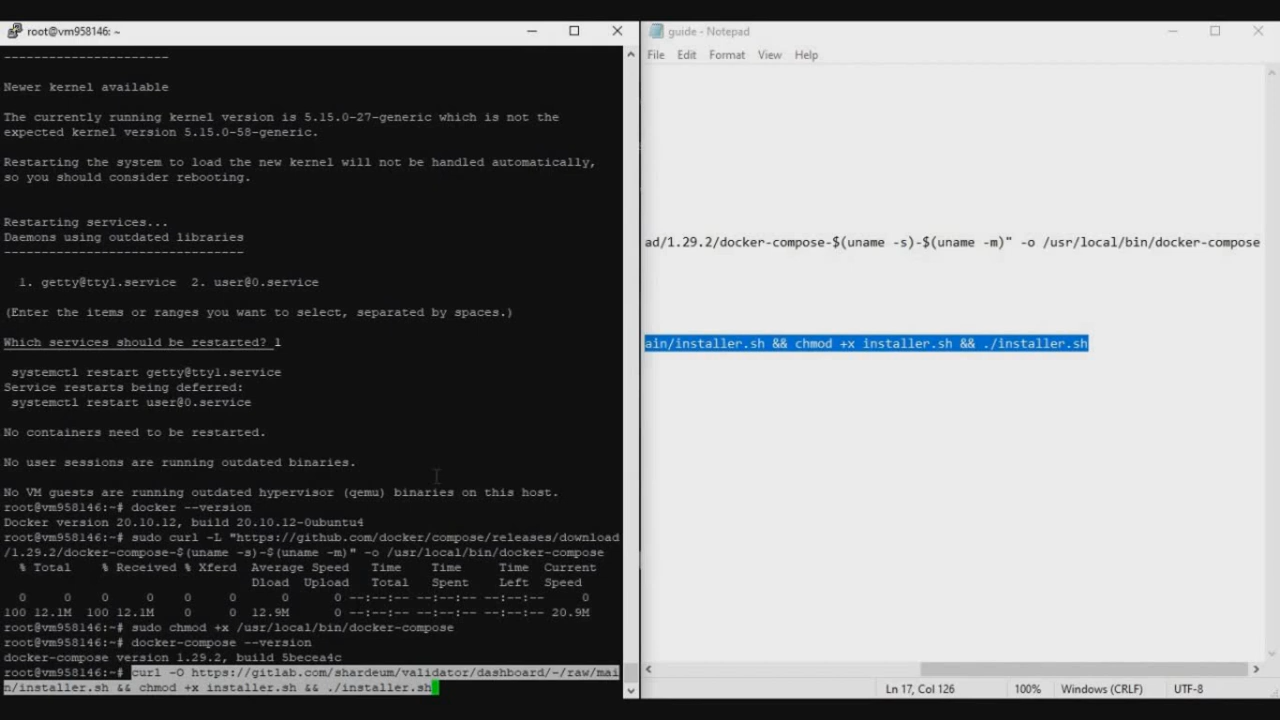 root@vm958146: ~
----------------------
Newer kernel available
The currently running kernel version is 5.15.0-27-generic which is not the
expected kernel version 5.15.0-58-generic.
Restarting the system to load the new kernel will not be handled automatically,
so you should consider rebooting.
Restarting services...
Daemons using outdated libraries
--------------------------------
1. getty@tty1.service  2. user@0.service
(Enter the items or ranges you want to select, separated by spaces.)
Which services should be restarted? 1
systemctl restart getty@tty1.service
Service restarts being deferred:
systemctl restart user@0.service
No containers need to be restarted.
No user sessions are running outdated binaries.
No VM guests are running outdated hypervisor (qemu) binaries on this host.
root@vm958146:~# docker --version
Docker version 20.10.12, build 20.10.12-0ubuntu4
root@vm958146:~# sudo curl -L "https://github.com/docker/compose/releases/download
/1.29.2/docker-compose-$(uname -s)-$(uname -m)" -o /usr/local/bin/docker-compose
% Total    % Received % Xferd  Average Speed   Time    Time     Time  Current
Dload  Upload   Total   Spent    Left  Speed
0     0    0     0    0     0      0      0 --:--:-- --:--:-- --:--:--     0
100 12.1M  100 12.1M    0     0  12.9M      0 --:--:-- --:--:-- --:--:-- 20.9M
root@vm958146:~# sudo chmod +x /usr/local/bin/docker-compose
root@vm958146:~# docker-compose --version
docker-compose version 1.29.2, build 5becea4c
root@vm958146:~# curl -O https://gitlab.com/shardeum/validator/dashboard/-/raw/mai
n/installer.sh && chmod +x installer.sh && ./installer.sh
guide - Notepad
File Edit Format View Help
ad/1.29.2/docker-compose-$(uname -s)-$(uname -m)" -o /usr/local/bin/docker-compose
ain/installer.sh && chmod +x installer.sh && ./installer.sh
Ln 17, Col 126 100% Windows (CRLF) UTF-8